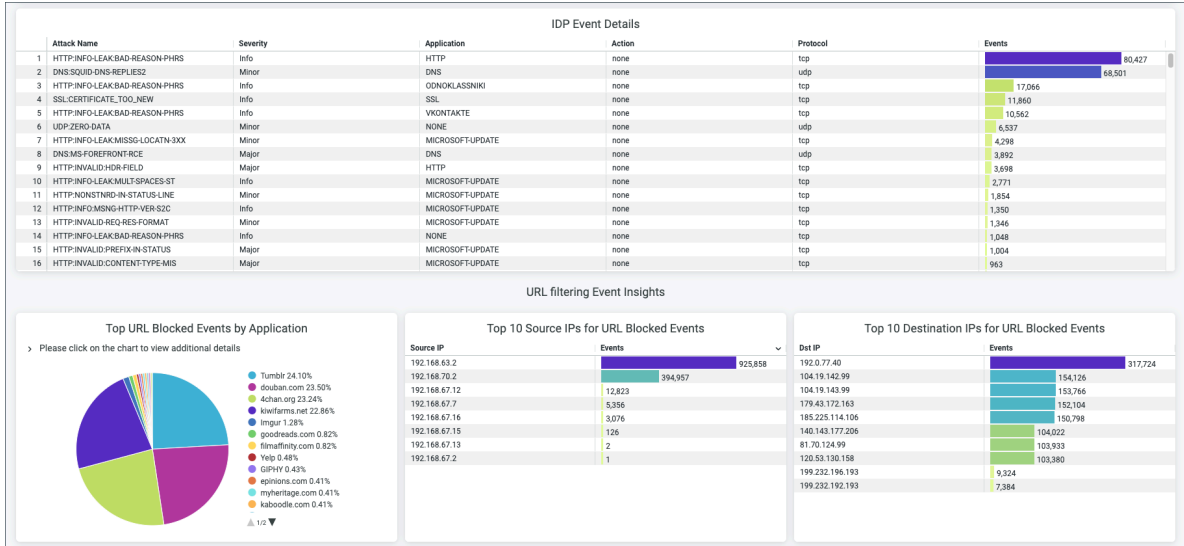 IDP Event Details
Attack Name Severity Application Action Protocol Events
1 HTTP:INFO-LEAK:BAD-REASON-PHRS Info HTTP none tcp 80,427
2 DNS:SQUID-DNS-REPLIES2 Minor DNS none udp 68,501
3 HTTP:INFO-LEAK:BAD-REASON-PHRS Info ODNOKLASSNIKI none tcp 17,066
4 SSL:CERTIFICATE_TOO_NEW Info SSL none tcp 11,860
5 HTTP:INFO-LEAK:BAD-REASON-PHRS Info VKONTAKTE none tcp 10,562
6 UDP:ZERO-DATA Minor NONE none udp 6,537
7 HTTP:INFO-LEAK:MISSG-LOCATN-3XX Minor MICROSOFT-UPDATE none tcp 4,298
8 DNS:MS-FOREFRONT-RCE Major DNS none udp 3,892
9 HTTP:INVALID:HDR-FIELD Major HTTP none tcp 3,698
10 HTTP:INFO-LEAK:MULT-SPACES-ST Info MICROSOFT-UPDATE none tcp 2,771
11 HTTP:NONSTNRD-IN-STATUS-LINE Minor MICROSOFT-UPDATE none tcp 1,854
12 HTTP:INFO:MSNG-HTTP-VER-S2C Info MICROSOFT-UPDATE none tcp 1,350
13 HTTP:INVALID-REQ-RES-FORMAT Minor MICROSOFT-UPDATE none tcp 1,346
14 HTTP:INFO-LEAK:BAD-REASON-PHRS Info NONE none tcp 1,048
15 HTTP:INVALID:PREFIX-IN-STATUS Major MICROSOFT-UPDATE none tcp 1,004
16 HTTP:INVALID:CONTENT-TYPE-MIS Major MICROSOFT-UPDATE none tcp 963
URL filtering Event Insights
Top URL Blocked Events by Application
Please click on the chart to view additional details
Tumblr 24.10%
douban.com 23.50%
4chan.org 23.24%
kiwifarms.net 22.86%
Imgur 1.28%
goodreads.com 0.82%
filmaffinity.com 0.82%
Yelp 0.48%
GIPHY 0.43%
epinions.com 0.41%
myheritage.com 0.41%
kaboodle.com 0.41%
1/2
Top 10 Source IPs for URL Blocked Events
Source IP Events
192.168.63.2 925,858
192.168.70.2 394,957
192.168.67.12 12,823
192.168.67.7 5,356
192.168.67.16 3,076
192.168.67.15 126
192.168.67.13 2
192.168.67.2 1
Top 10 Destination IPs for URL Blocked Events
Dst IP Events
192.0.77.40 317,724
104.19.142.99 154,126
104.19.143.99 153,766
179.43.172.163 152,104
185.225.114.106 150,798
140.143.177.206 104,022
81.70.124.99 103,933
120.53.130.158 103,380
199.232.196.193 9,324
199.232.192.193 7,384